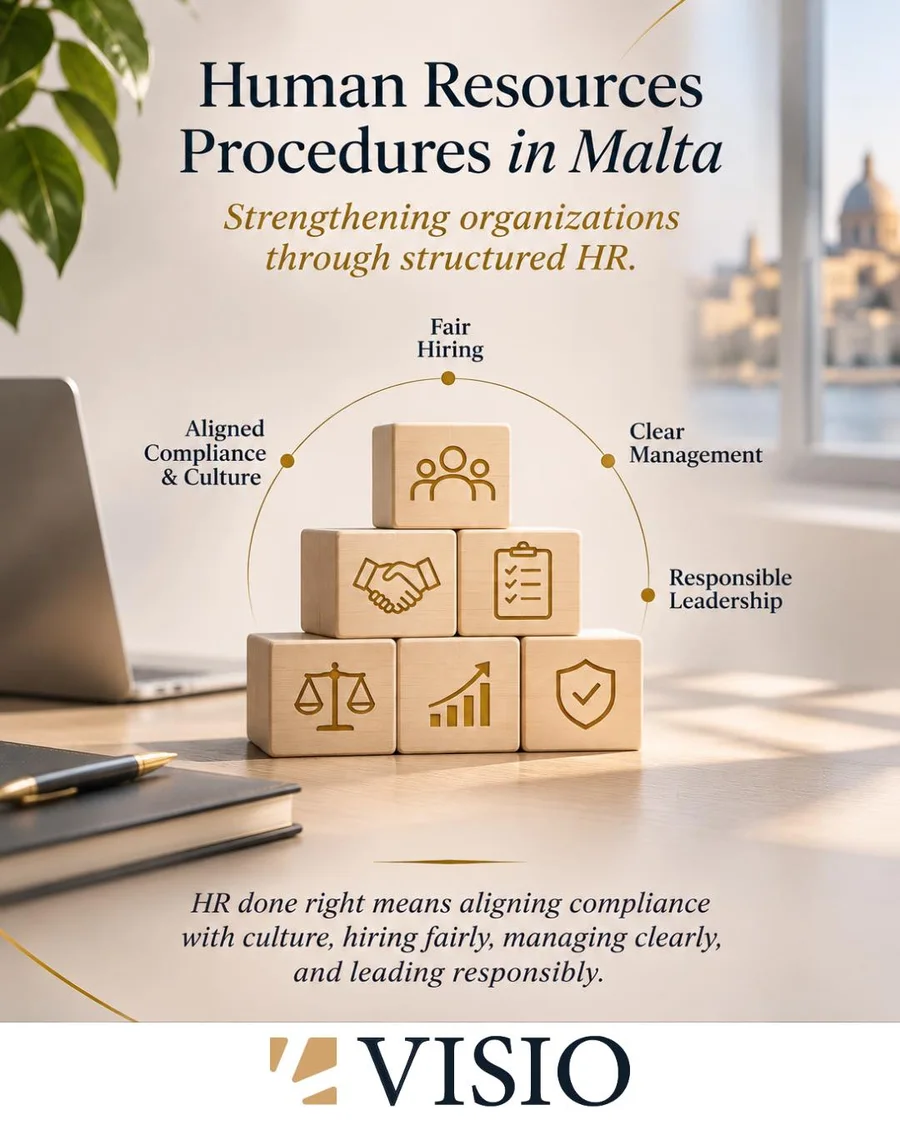 Human Resources
Procedures in Malta
Strengthening organizations
through structured HR.
Fair
Hiring
Aligned
Compliance
& Culture
Clear
Management
Responsible
Leadership
HR done right means aligning compliance
with culture, hiring fairly, managing clearly,
and leading responsibly.
VISIO